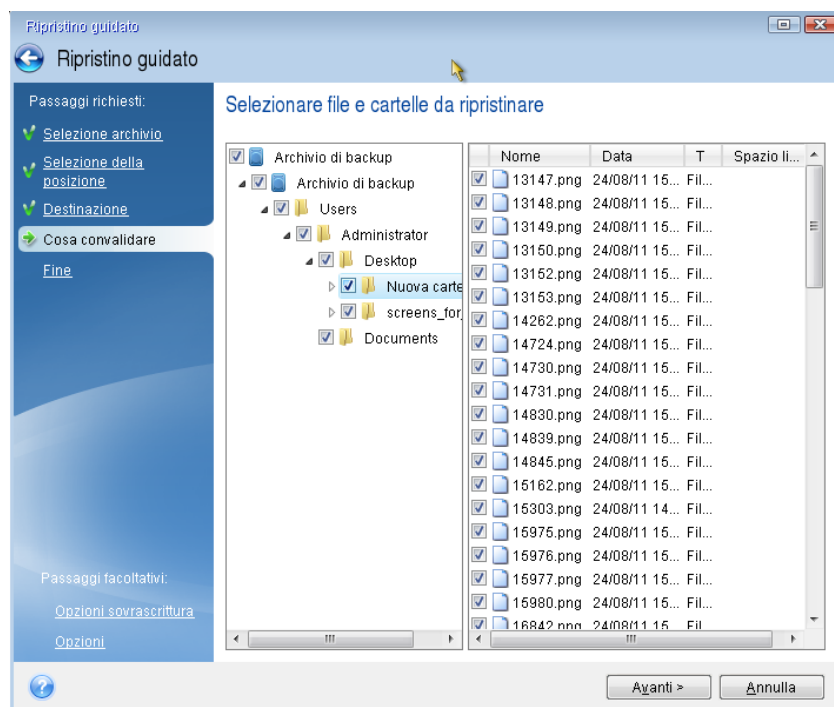 Ripristino guidato
Ripristino guidato
Passaggi richiesti:
Selezione archivio
Selezione della
posizione
Destinazione
Cosa convalidare
Fine
Passaggi facoltativi:
Opzioni sovrascrittura
Opzioni
Selezionare file e cartelle da ripristinare
Archivio di backup
Archivio di backup
Users
Administrator
Desktop
Nuova carte
screens_for_
Documents
Nome Data T Spazio li...
13147.png 24/08/11 15... Fil...
13148.png 24/08/11 15... Fil...
13149.png 24/08/11 15... Fil...
13150.png 24/08/11 15... Fil...
13152.png 24/08/11 15... Fil...
13153.png 24/08/11 15... Fil...
14262.png 24/08/11 15... Fil...
14724.png 24/08/11 15... Fil...
14730.png 24/08/11 15... Fil...
14731.png 24/08/11 15... Fil...
14830.png 24/08/11 15... Fil...
14839.png 24/08/11 15... Fil...
14845.png 24/08/11 15... Fil...
15162.png 24/08/11 15... Fil...
15303.png 24/08/11 14... Fil...
15975.png 24/08/11 15... Fil...
15976.png 24/08/11 15... Fil...
15977.png 24/08/11 15... Fil...
15980.png 24/08/11 15... Fil...
16842.png 24/08/11 15... Fil...
Avanti >
Annulla